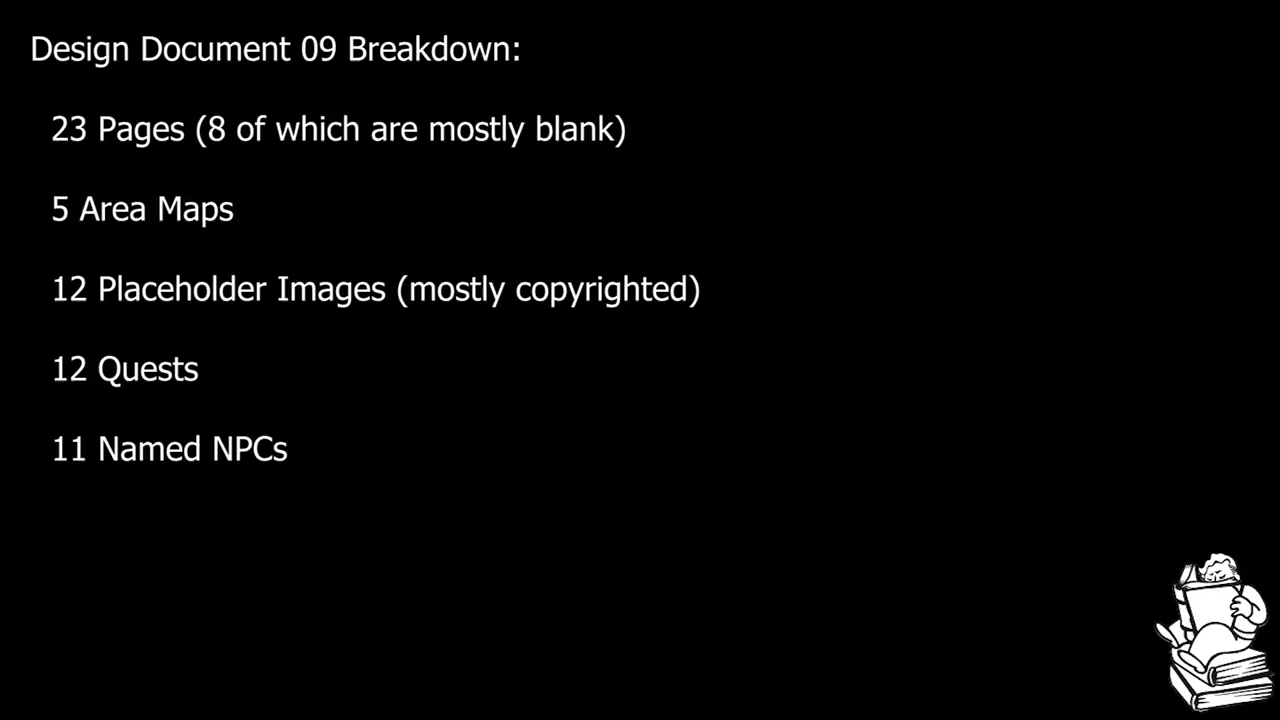 Design Document 09 Breakdown:
23 Pages (8 of which are mostly blank)
5 Area Maps
12 Placeholder Images (mostly copyrighted)
12 Quests
11 Named NPCs